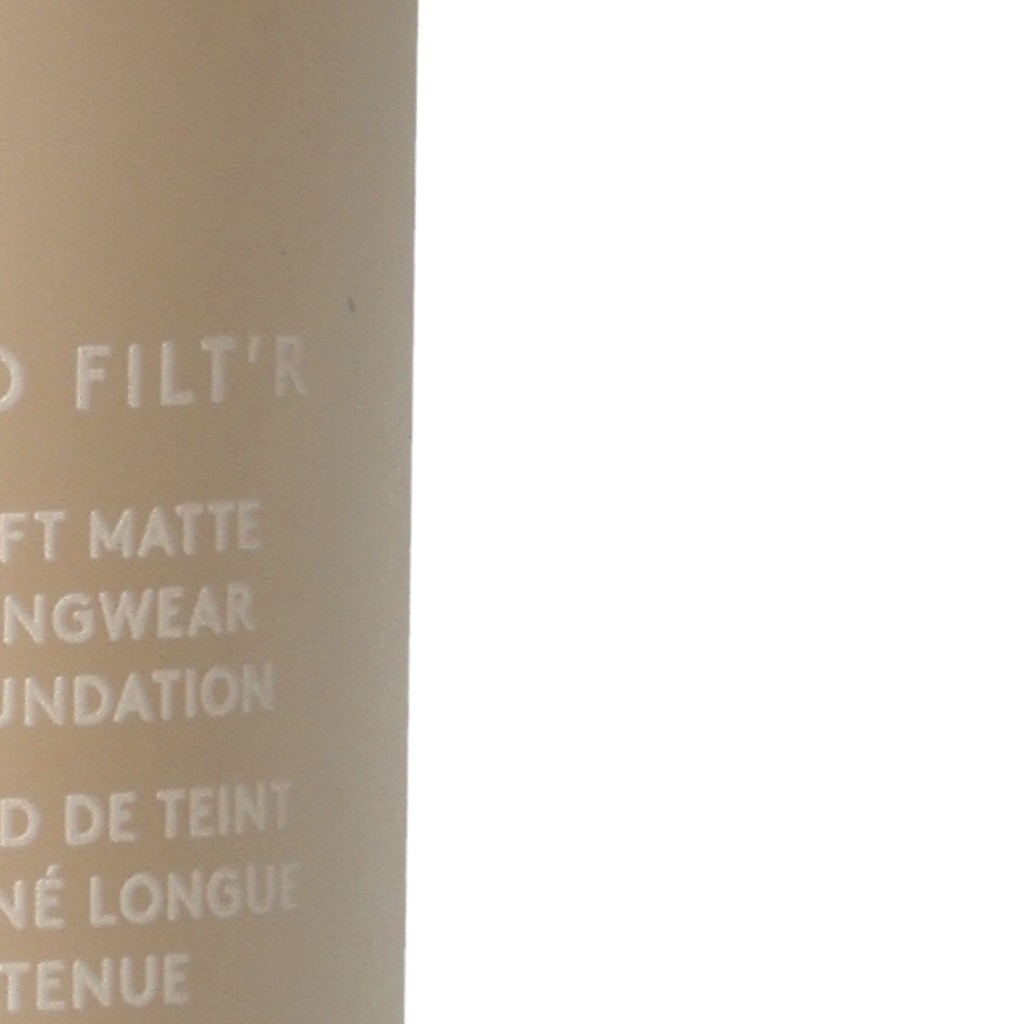 O FILT'R
FT MATTE
NGWEAR
UNDATION
D DE TEINT
NÉ LONGUE
TENUE